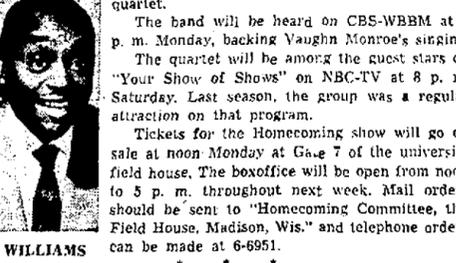 quartet.
The band will be heard on CBS-WBBM at
p. m. Monday, backing Vaughn Monroe's singin
The quartet will be among the guest stars o
"Your Show of Shows" on NBC-TV at 8 p. m
Saturday. Last season, the group was a regul
attraction on that program.
Tickets for the Homecoming show will go o
sale at noon Monday at Gate 7 of the universi
field house. The boxoffice will be open from noo
to 5 p. m. throughout next week. Mail orde
should be sent to "Homecoming Committee, th
Field House, Madison, Wis." and telephone orde
can be made at 6-6951.
* * *
WILLIAMS